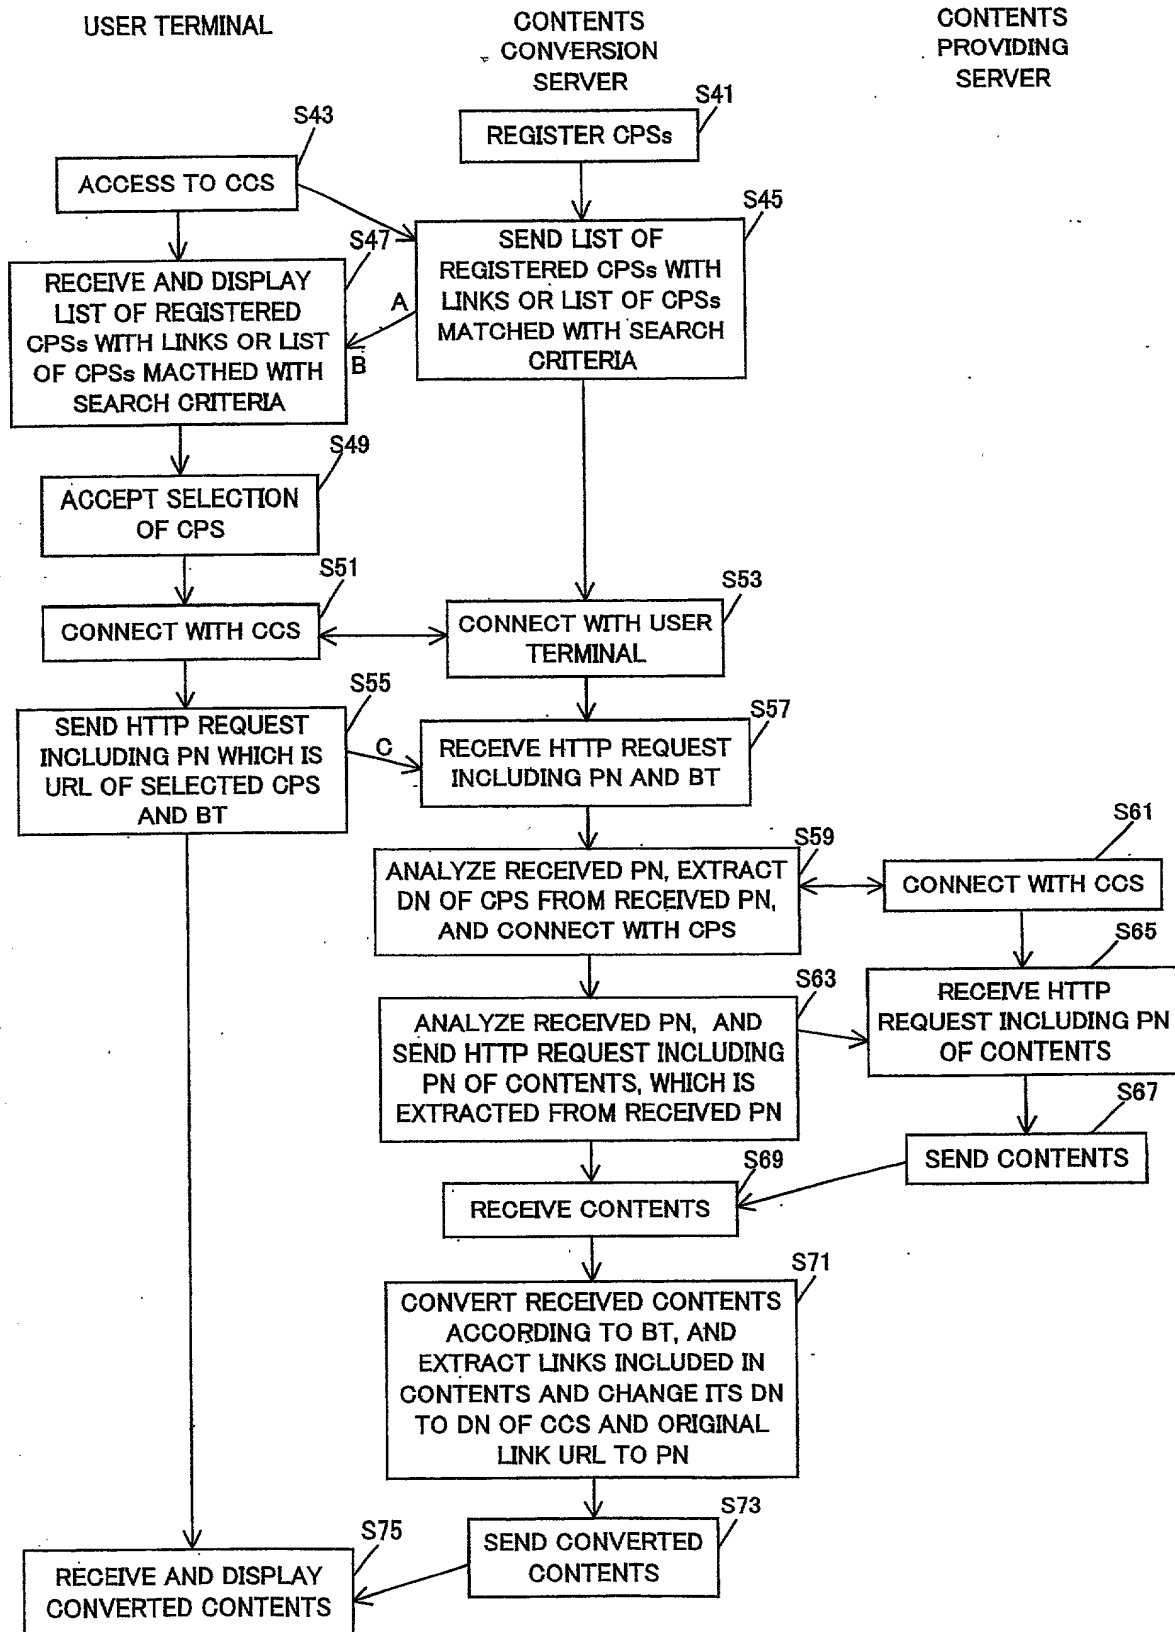 USER TERMINAL
CONTENTS
CONVERSION
SERVER
CONTENTS
PROVIDING
SERVER
S41
REGISTER CPSs
S43
ACCESS TO CCS
S45
SEND LIST OF
REGISTERED CPSs WITH
LINKS OR LIST OF CPSs
MATCHED WITH SEARCH
CRITERIA
S47
RECEIVE AND DISPLAY
LIST OF REGISTERED
CPSs WITH LINKS OR LIST
OF CPSs MACTHED WITH
SEARCH CRITERIA
A
B
S49
ACCEPT SELECTION
OF CPS
S51
CONNECT WITH CCS
S53
CONNECT WITH USER
TERMINAL
S55
SEND HTTP REQUEST
INCLUDING PN WHICH IS
URL OF SELECTED CPS
AND BT
C
S57
RECEIVE HTTP REQUEST
INCLUDING PN AND BT
S59
ANALYZE RECEIVED PN, EXTRACT
DN OF CPS FROM RECEIVED PN,
AND CONNECT WITH CPS
S61
CONNECT WITH CCS
S63
ANALYZE RECEIVED PN, AND
SEND HTTP REQUEST INCLUDING
PN OF CONTENTS, WHICH IS
EXTRACTED FROM RECEIVED PN
S65
RECEIVE HTTP
REQUEST INCLUDING PN
OF CONTENTS
S67
SEND CONTENTS
S69
RECEIVE CONTENTS
S71
CONVERT RECEIVED CONTENTS
ACCORDING TO BT, AND
EXTRACT LINKS INCLUDED IN
CONTENTS AND CHANGE ITS DN
TO DN OF CCS AND ORIGINAL
LINK URL TO PN
S73
SEND CONVERTED
CONTENTS
S75
RECEIVE AND DISPLAY
CONVERTED CONTENTS